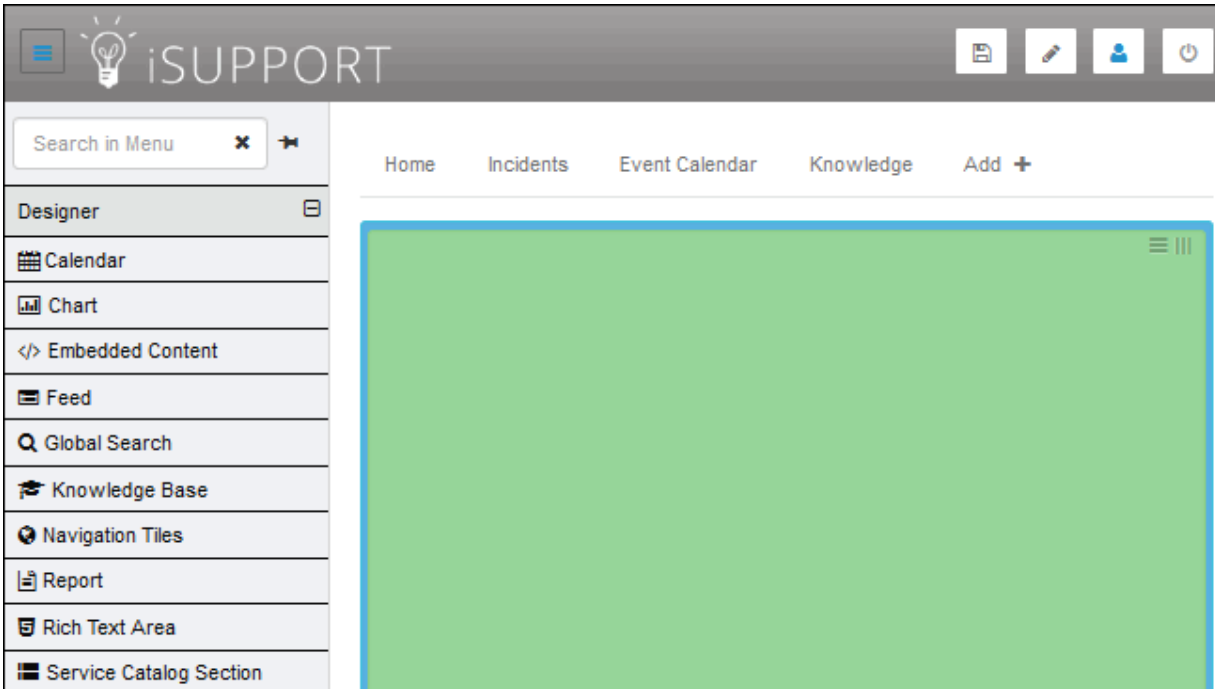 iSUPPORT
Search in Menu
Home Incidents Event Calendar Knowledge Add +
Designer
Calendar
Chart
</> Embedded Content
Feed
Global Search
Knowledge Base
Navigation Tiles
Report
Rich Text Area
Service Catalog Section